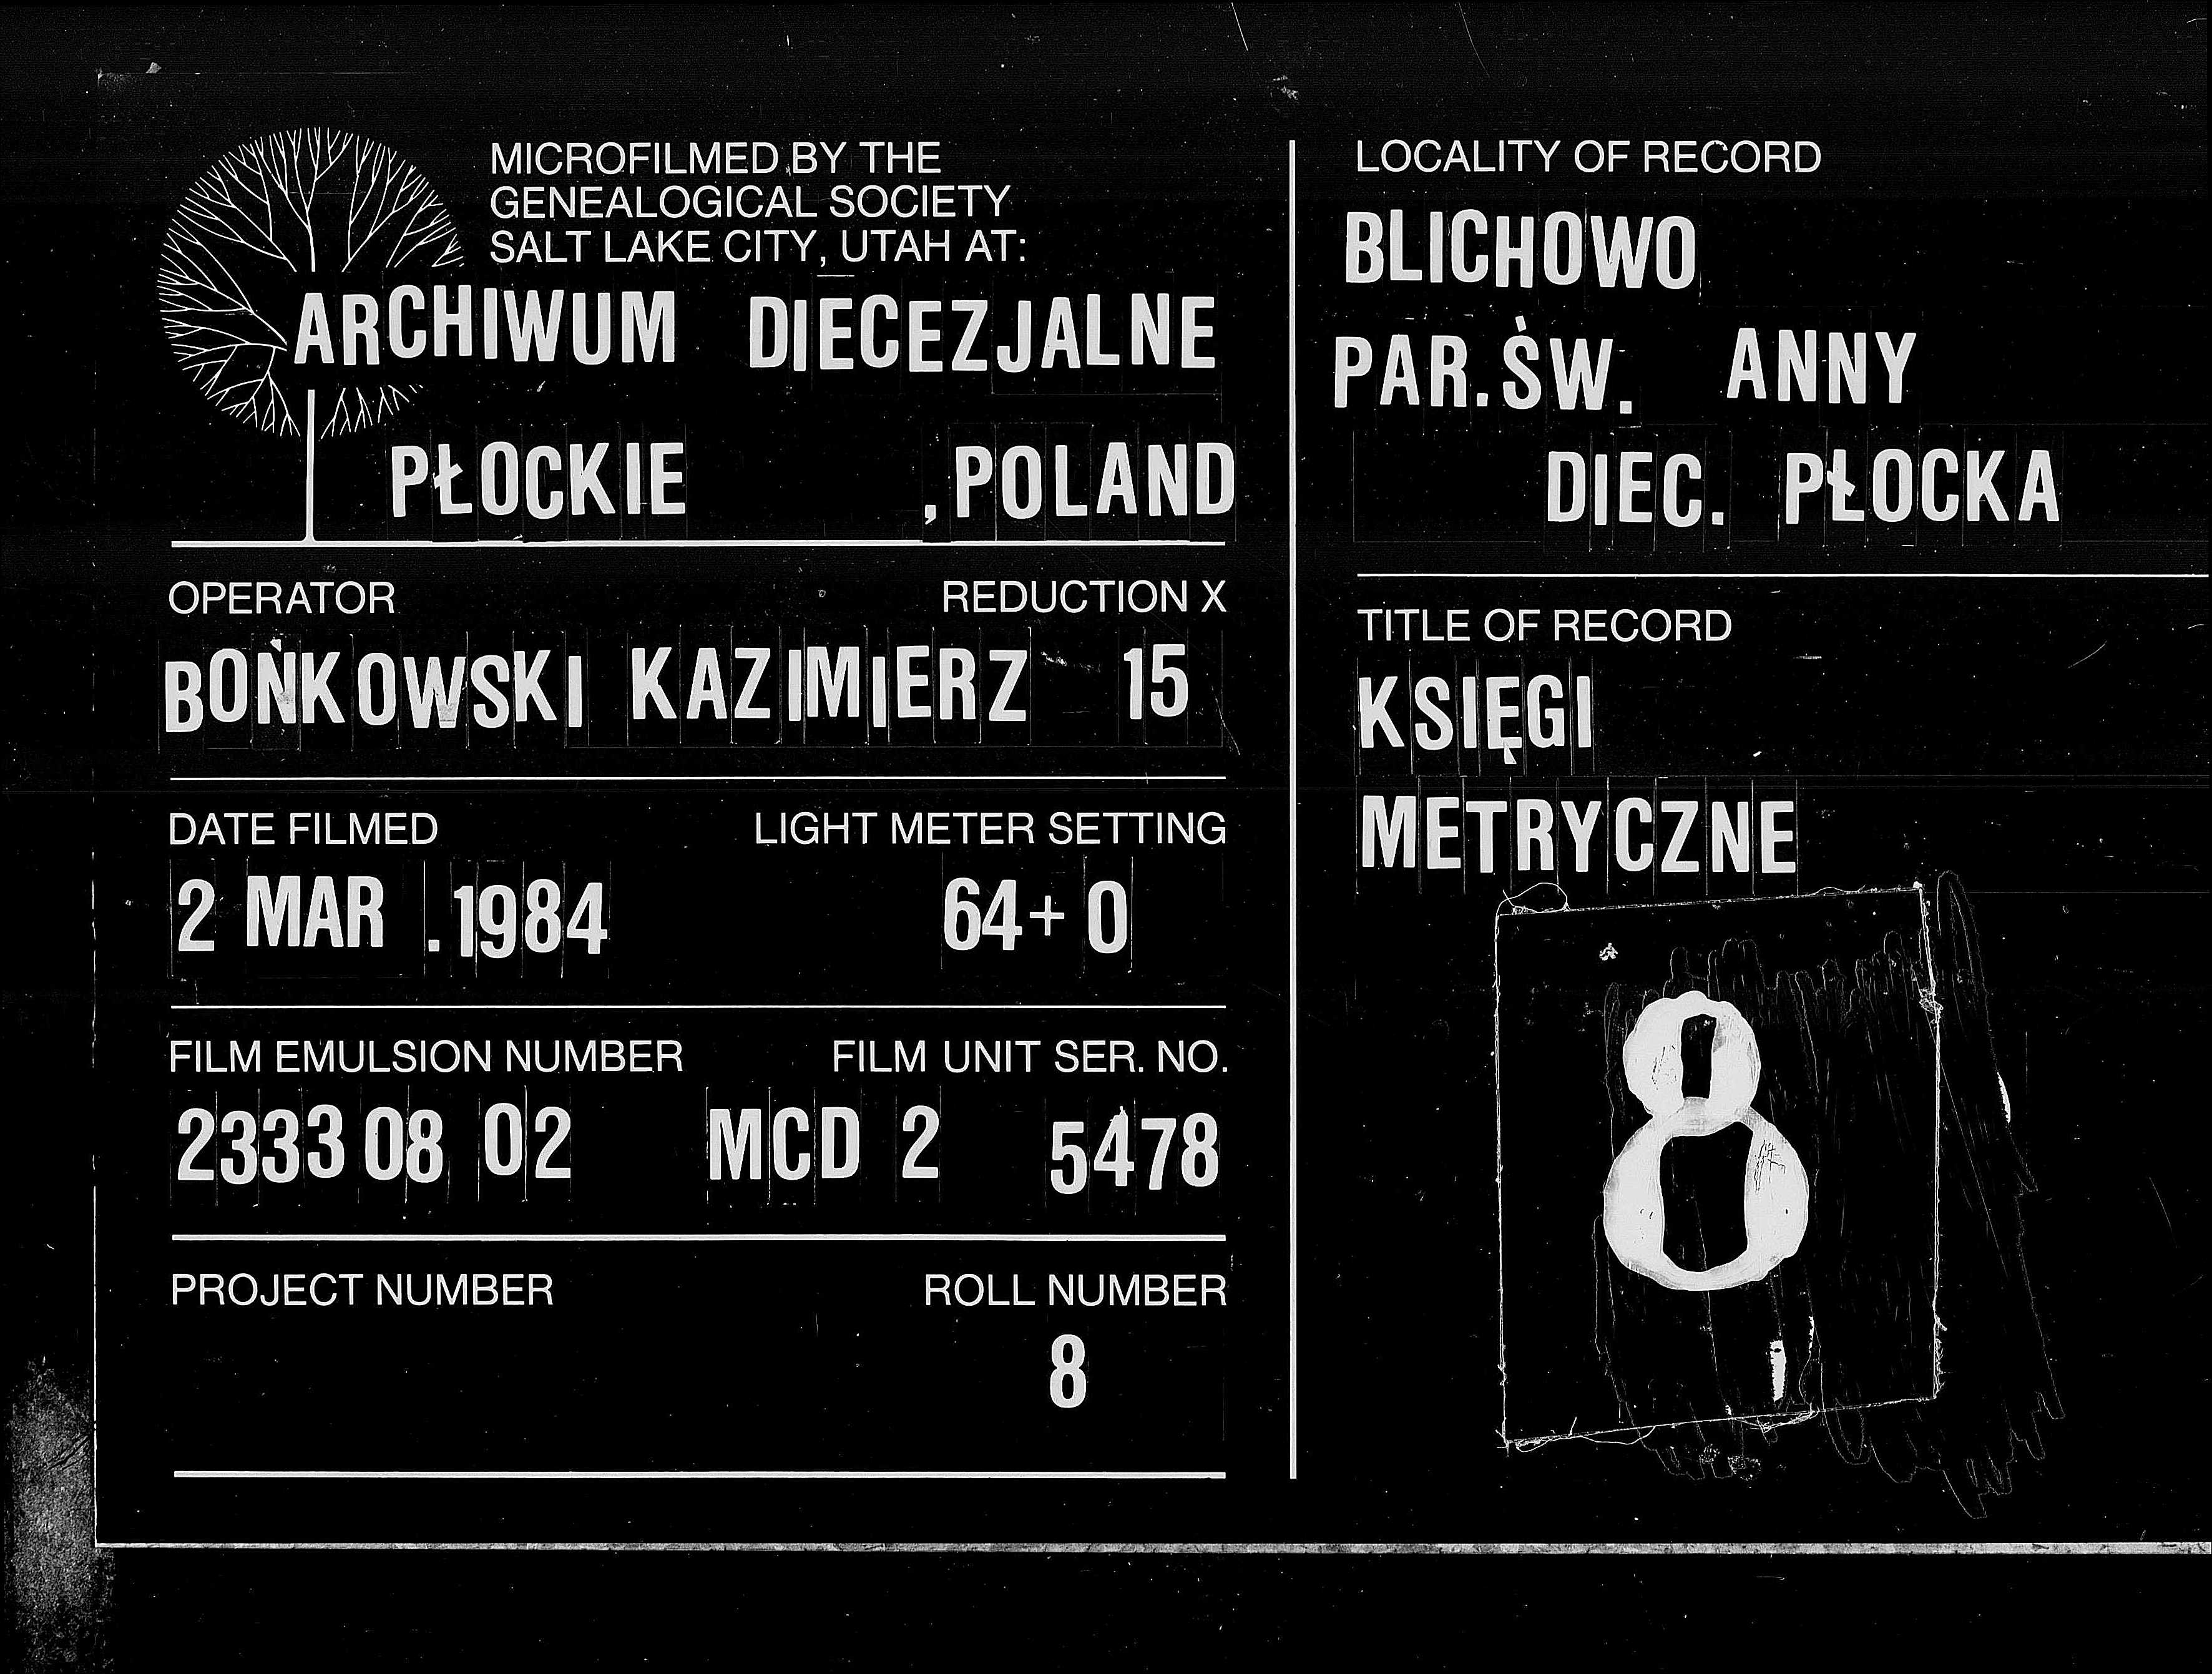 MICROFILMED BY THE
GENEALOGICAL SOCIETY
SALT LAKE CITY, UTAH AT:
ARCHIWUM DIECEZJALNE
PŁOCKIE , POLAND
OPERATOR REDUCTION X
BOŃKOWSKI KAZIMIERZ 15
DATE FILMED LIGHT METER SETTING
2 MAR . 1984 64+ 0
FILM EMULSION NUMBER FILM UNIT SER. NO.
2333 08 02 MCD 2 5478
PROJECT NUMBER ROLL NUMBER
8
LOCALITY OF RECORD
BLICHOWO
PAR. ŚW. ANNY
DIEC. PŁOCKA
TITLE OF RECORD
KSIĘGI
METRYCZNE
8